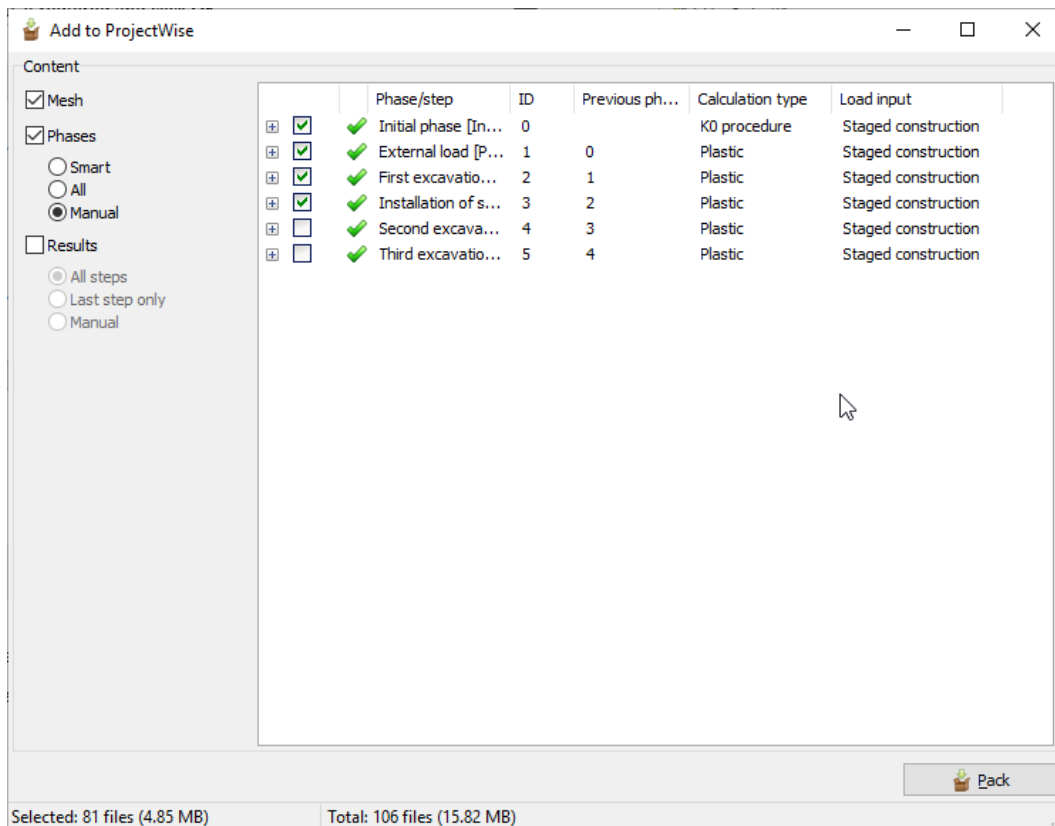 Add to ProjectWise
Content
Mesh
Phases
Smart
All
Manual
Results
All steps
Last step only
Manual
Phase/step ID Previous ph... Calculation type Load input
Initial phase [In... 0 K0 procedure Staged construction
External load [P... 1 0 Plastic Staged construction
First excavatio... 2 1 Plastic Staged construction
Installation of s... 3 2 Plastic Staged construction
Second excava... 4 3 Plastic Staged construction
Third excavatio... 5 4 Plastic Staged construction
Pack
Selected: 81 files (4.85 MB) Total: 106 files (15.82 MB)